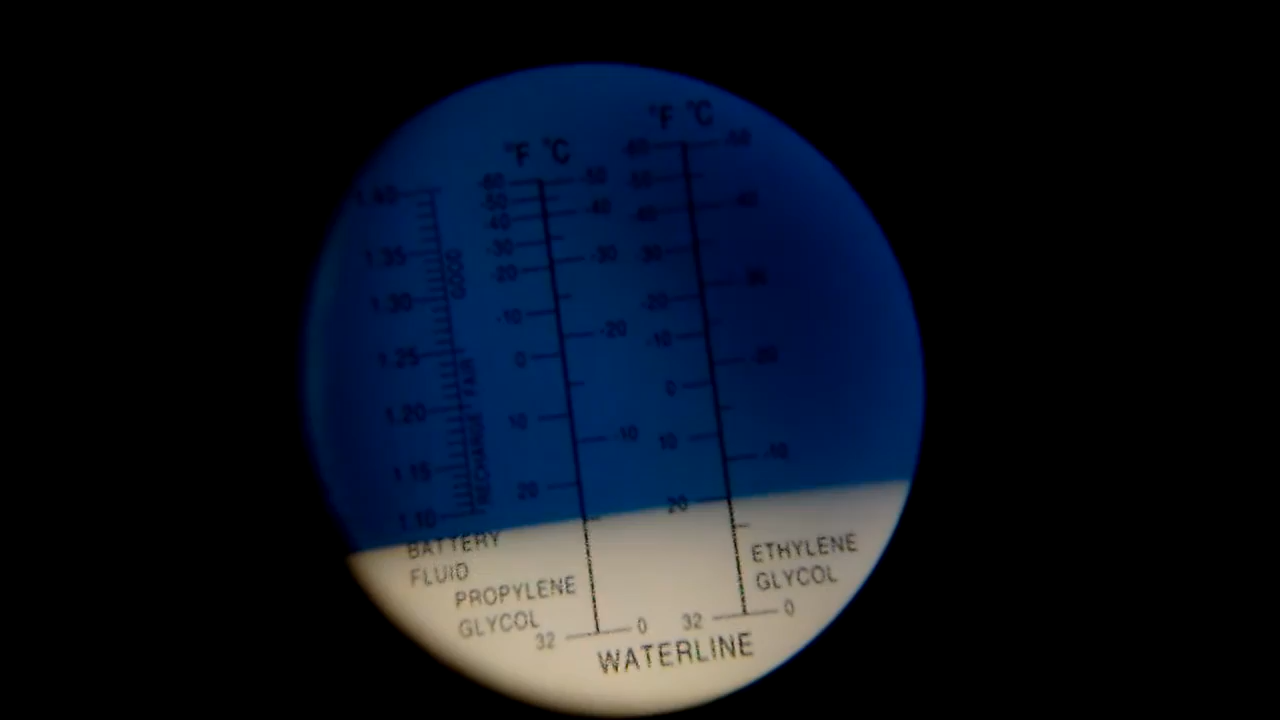 °F °C
-60 -50
-50
-40 -40
-30
-20 -30
-10 -20
0
10 -10
20
32 0
°F °C
-60 -50
-50
-40 -40
-30
-20 -30
-10 -20
0
10 -10
20
32 0
1.40
1.35
1.30
1.25
1.20
1.15
1.10
GOOD
FAIR
RECHARGE
BATTERY
FLUID
PROPYLENE
GLYCOL
ETHYLENE
GLYCOL
WATERLINE